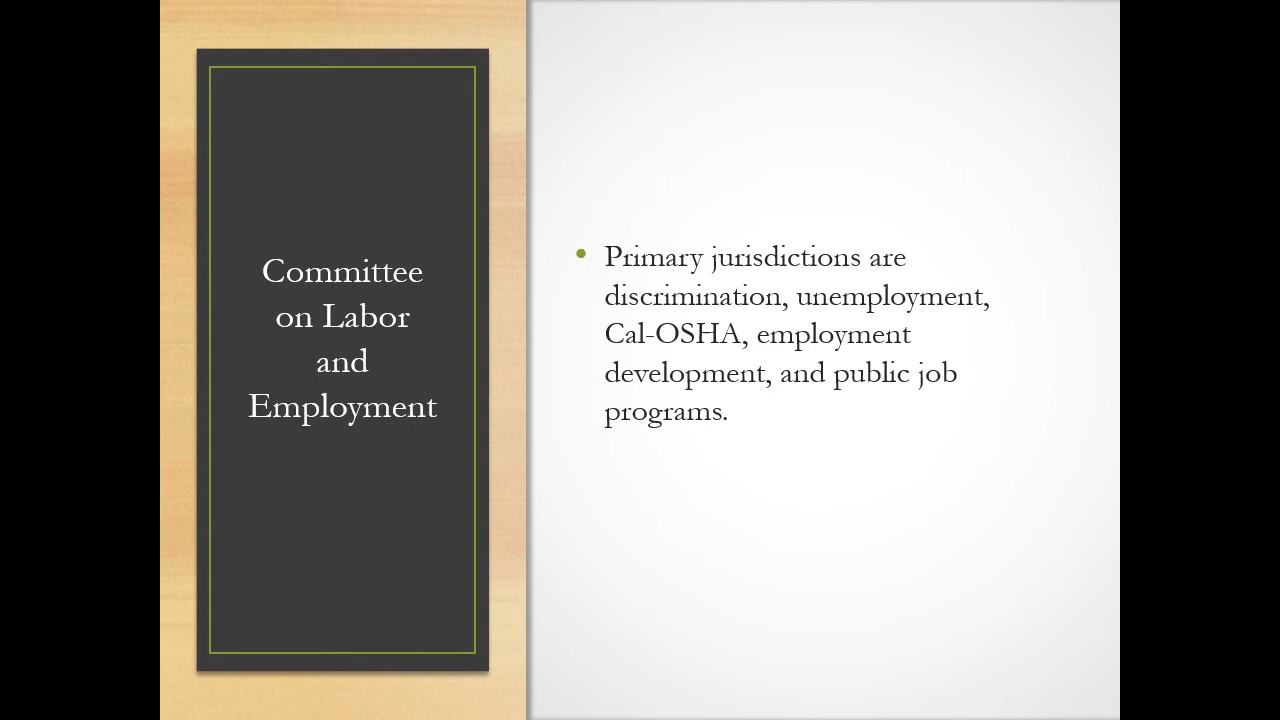 Committee
on Labor
and
Employment
• Primary jurisdictions are
discrimination, unemployment,
Cal-OSHA, employment
development, and public job
programs.